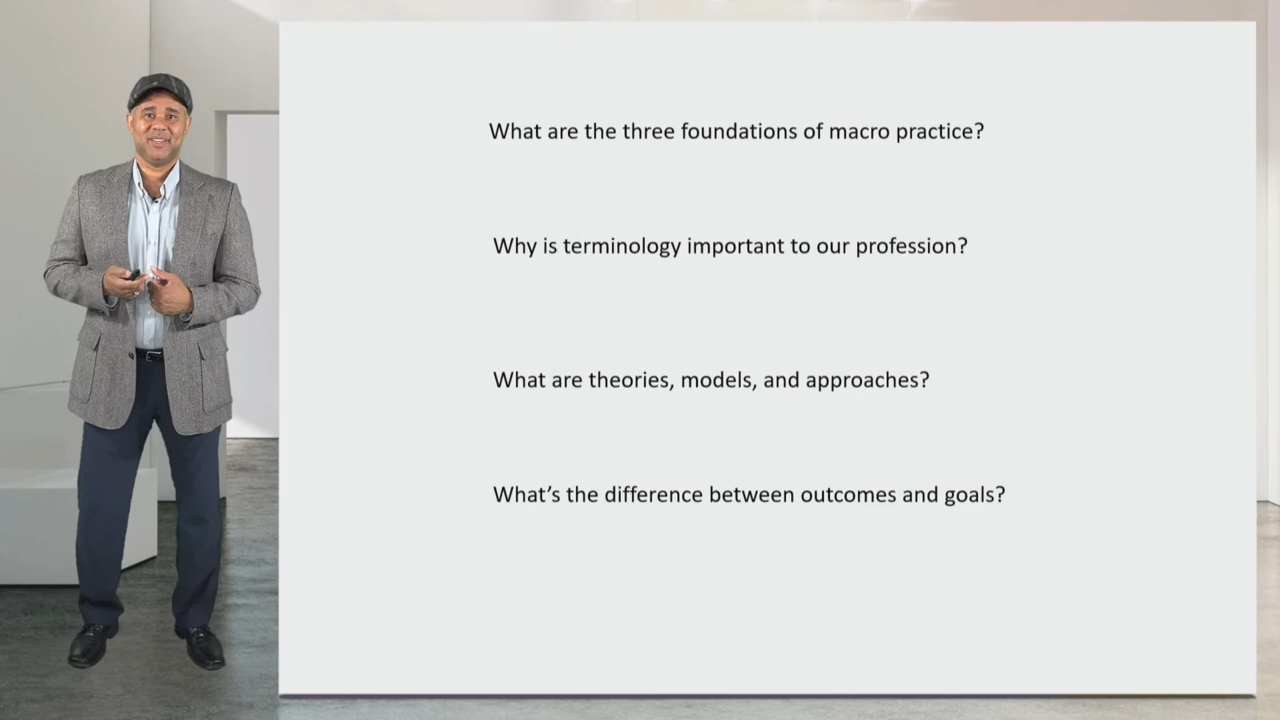 What are the three foundations of macro practice?
Why is terminology important to our profession?
What are theories, models, and approaches?
What’s the difference between outcomes and goals?